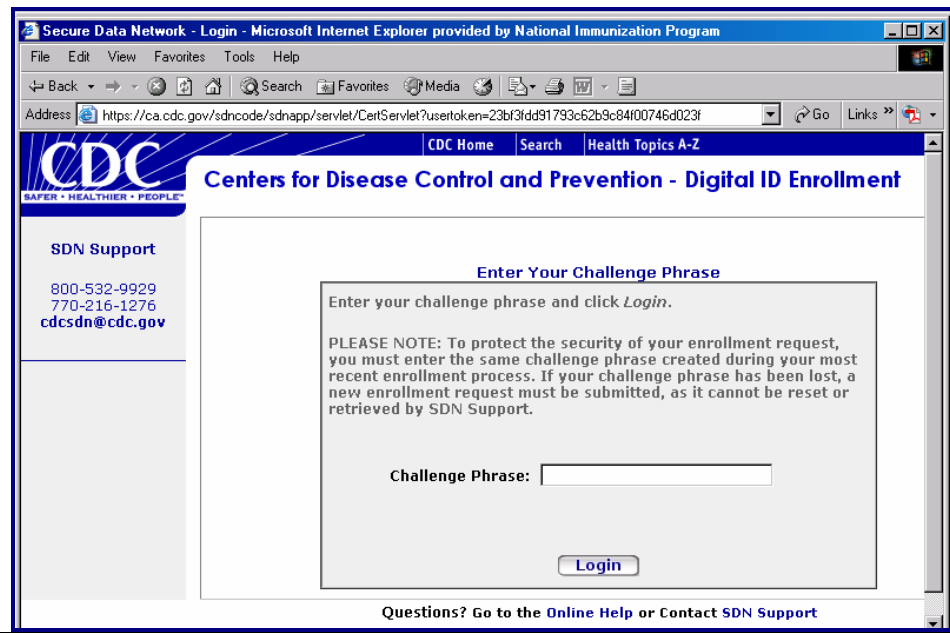 Secure Data Network - Login - Microsoft Internet Explorer provided by National Immunization Program
File Edit View Favorites Tools Help
Back Search Favorites Media
Address https://ca.cdc.gov/sdncode/sdnapp/servlet/CertServlet?usertoken=23bf3fdd91793c62b9c84f00746d023f Go Links »
CDC Home Search Health Topics A-Z
CDC
SAFER • HEALTHIER • PEOPLE™
Centers for Disease Control and Prevention - Digital ID Enrollment
SDN Support
800-532-9929
770-216-1276
cdcsdn@cdc.gov
Enter Your Challenge Phrase
Enter your challenge phrase and click Login.
PLEASE NOTE: To protect the security of your enrollment request,
you must enter the same challenge phrase created during your most
recent enrollment process. If your challenge phrase has been lost, a
new enrollment request must be submitted, as it cannot be reset or
retrieved by SDN Support.
Challenge Phrase:
Login
Questions? Go to the Online Help or Contact SDN Support